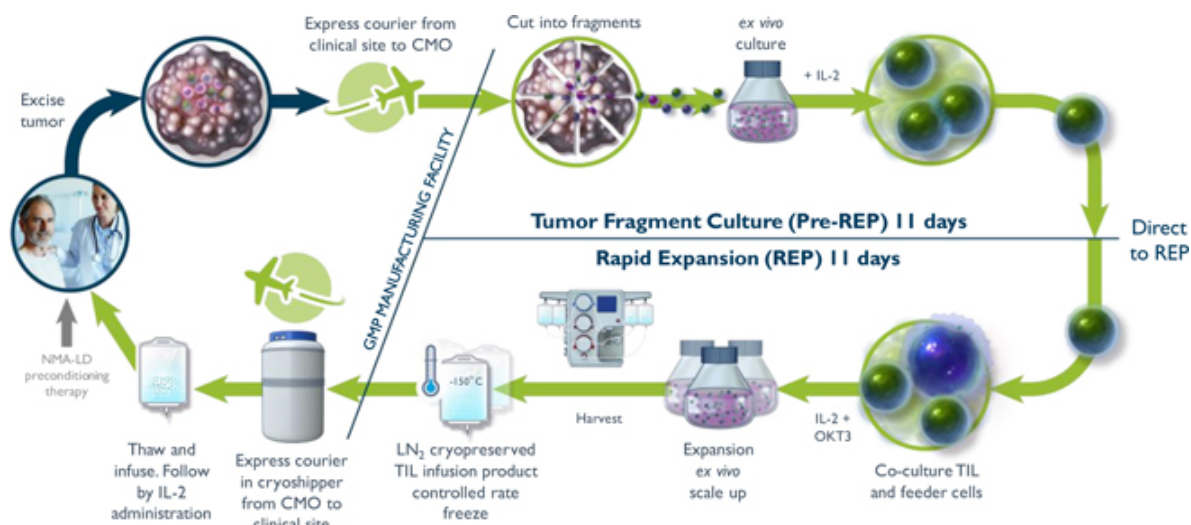 Express courier from
clinical site to CMO
Cut into fragments
ex vivo
culture
+ IL-2
Excise
tumor
GMP MANUFACTURING FACILITY
Tumor Fragment Culture (Pre-REP) 11 days
Rapid Expansion (REP) 11 days
Direct
to REP
NMA-LD
preconditioning
therapy
-150°C
Harvest
IL-2 +
OKT3
Thaw and
infuse. Follow
by IL-2
administration
Express courier
in cryoshipper
from CMO to
clinical site
LN₂ cryopreserved
TIL infusion product
controlled rate
freeze
Expansion
ex vivo
scale up
Co-culture TIL
and feeder cells